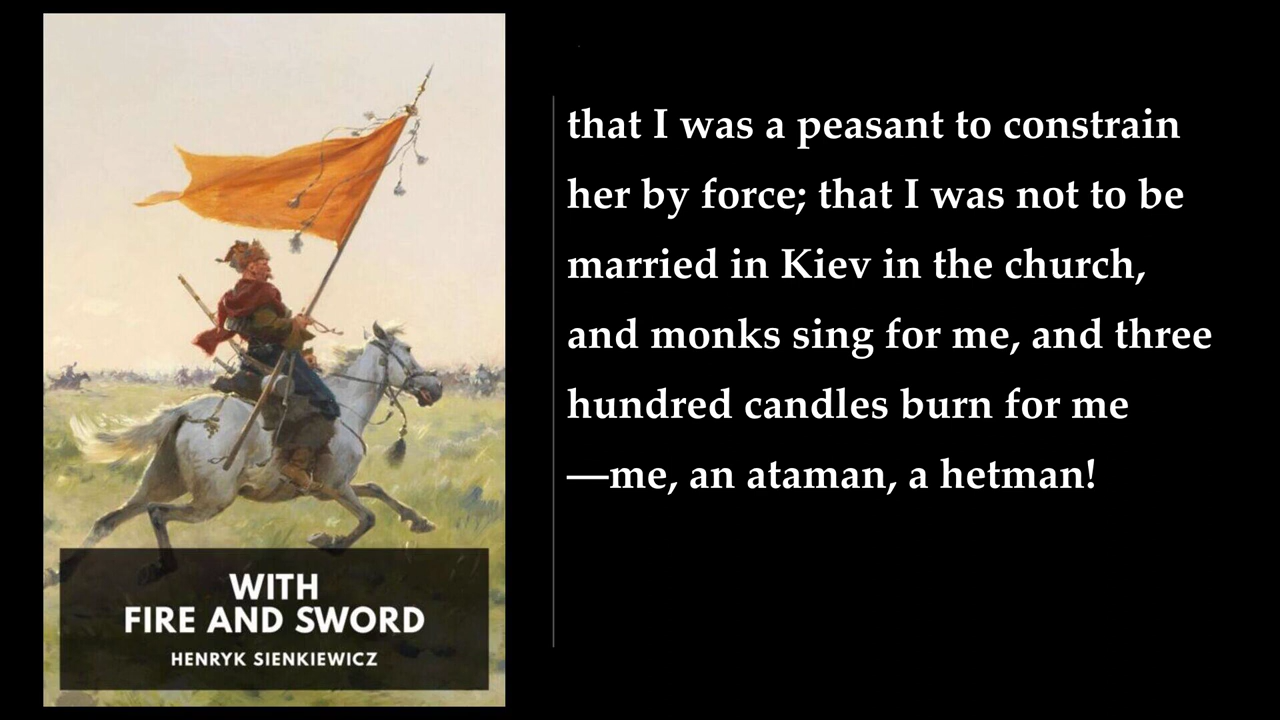 WITH
FIRE AND SWORD
HENRYK SIENKIEWICZ
that I was a peasant to constrain
her by force; that I was not to be
married in Kiev in the church,
and monks sing for me, and three
hundred candles burn for me
—me, an ataman, a hetman!